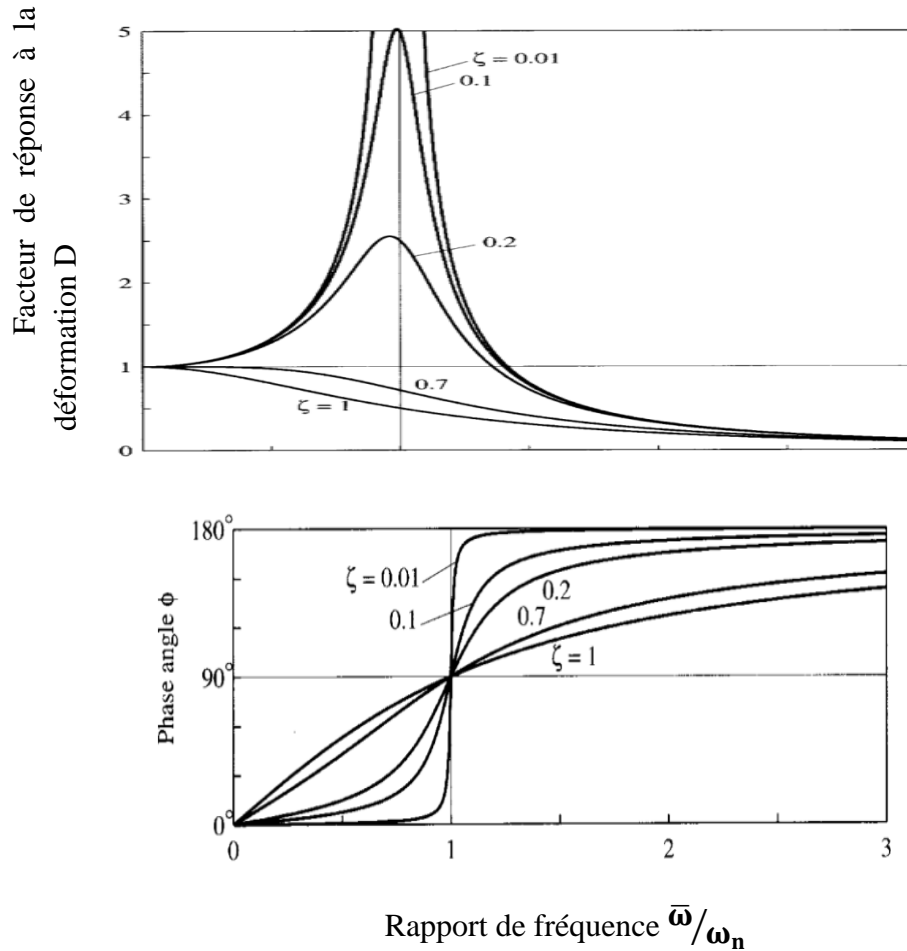 Facteur de réponse à la
déformation D
5
4
3
2
1
0
ζ = 0.01
0.1
0.2
0.7
ζ = 1
180°
90°
0°
Phase angle ϕ
ζ = 0.01
0.1
0.2
0.7
ζ = 1
0
1
2
3
Rapport de fréquence ω̄/ωn